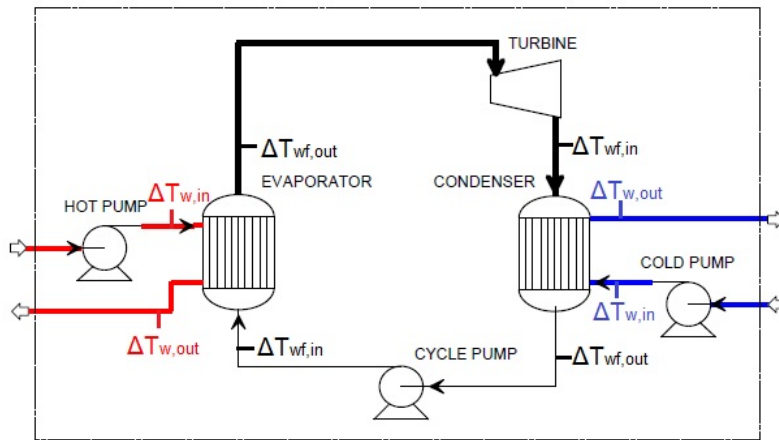 TURBINE
ΔTwf,out
ΔTwf,in
EVAPORATOR
CONDENSER
ΔTw,in
ΔTw,out
HOT PUMP
COLD PUMP
ΔTw,in
ΔTw,out
ΔTwf,in
CYCLE PUMP
ΔTwf,out